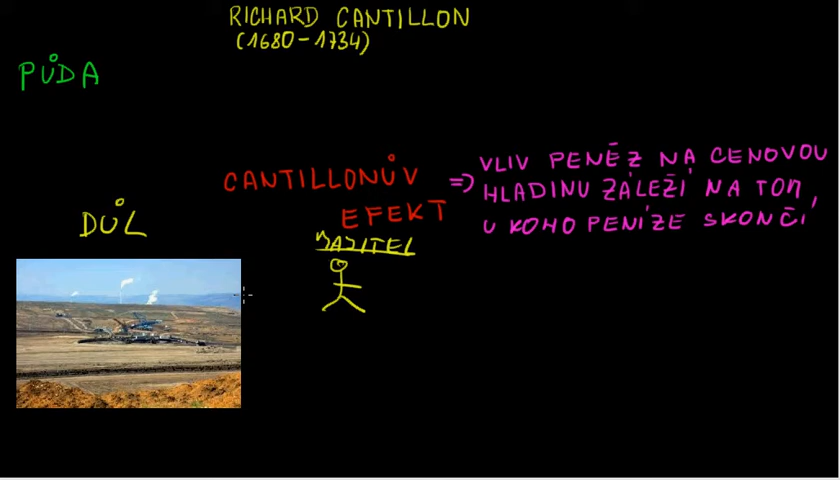 RICHARD CANTILLON
(1680-1734)
PŮDA
CANTILLONŮV
EFEKT
=> VLIV PENĚZ NA CENOVOU
HLADINU ZÁLEŽÍ NA TOM,
U KOHO PENÍZE SKONČÍ
DŮL
MAJITEL